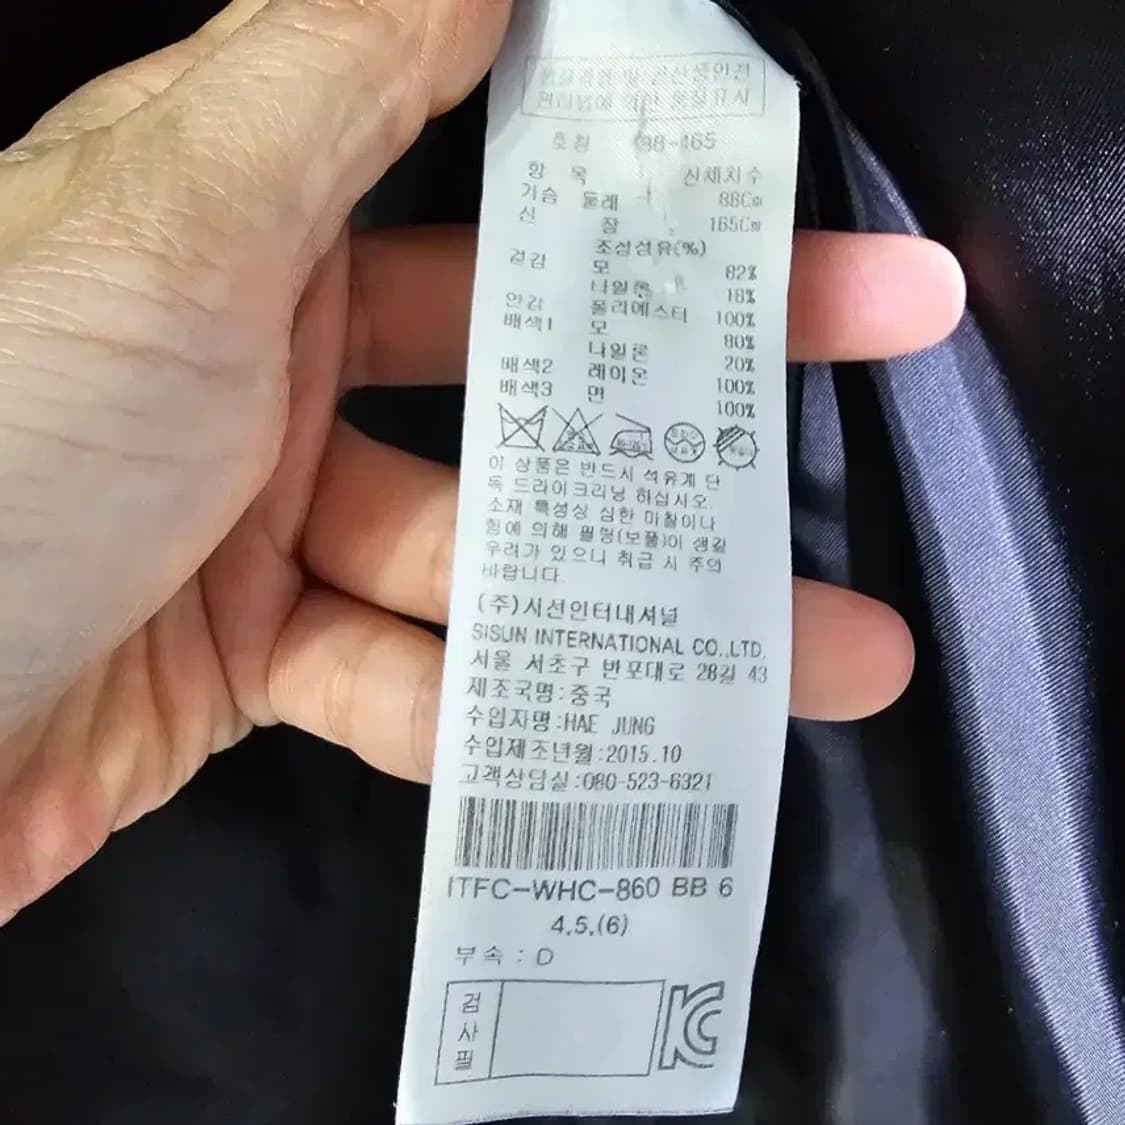 품질경영 및 공산품안전
관리법에 의한 품질표시
호칭 88-165
항 목 신체치수
가슴 둘레 88Cm
신 장 165Cm
조성섬유(%)
겉감 모 82%
나일론 18%
안감 폴리에스터 100%
배색1 모 80%
나일론 20%
배색2 레이온 100%
배색3 면 100%
이 상품은 반드시 석유계 단
독 드라이크리닝 하십시오.
소재 특성상 심한 마찰이나
힘에 의해 필링(보풀)이 생길
우려가 있으니 취급 시 주의
바랍니다.
(주)시선인터내셔널
SISUN INTERNATIONAL CO.,LTD.
서울 서초구 반포대로 28길 43
제조국명:중국
수입자명:HAE JUNG
수입제조년월:2015.10
고객상담실:080-523-6321
ITFC-WHC-860 BB 6
4.5.(6)
부속 : D
검
사
필
KC